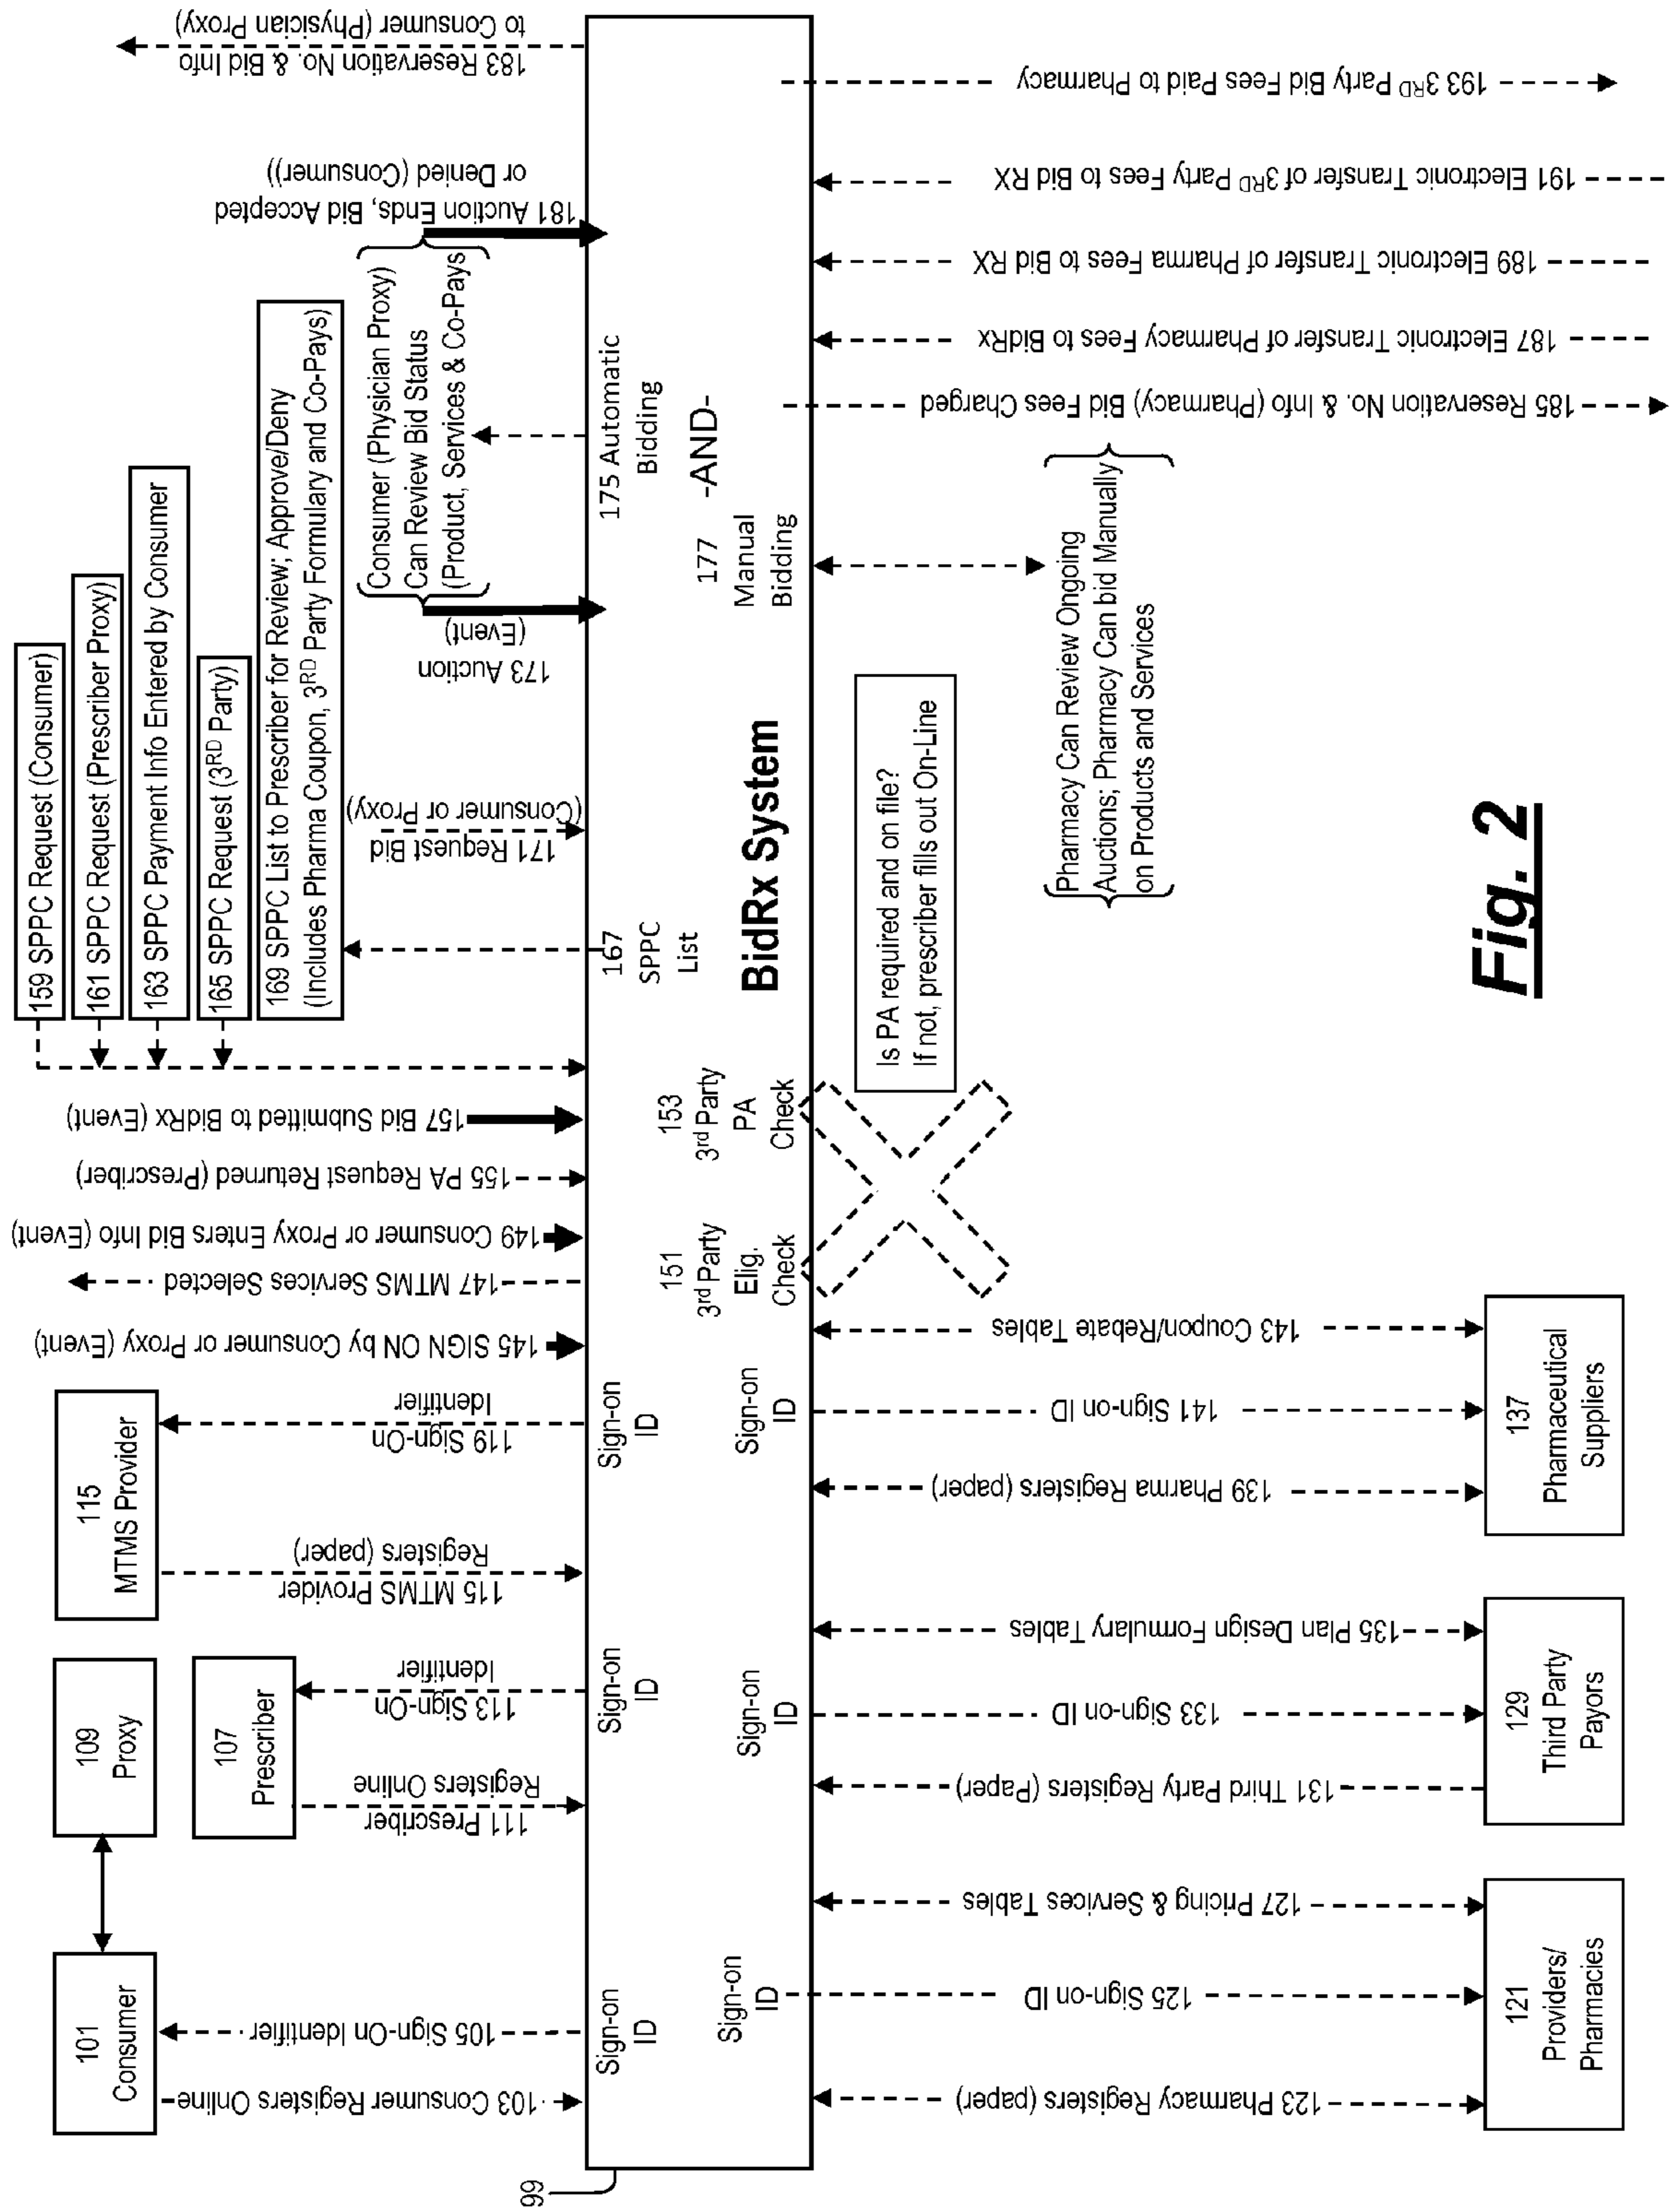 101
Consumer
109
Proxy
107
Prescriber
115
MTMS Provider
103 Consumer Registers Online
105 Sign-On Identifier
111 Prescriber
Registers Online
113 Sign-On
Identifier
115 MTMS Provider
Registers (paper)
119 Sign-On
Identifier
145 SIGN ON by Consumer or Proxy (Event)
147 MTMS Services Selected
149 Consumer or Proxy Enters Bid Info (Event)
155 PA Request Returned (Prescriber)
157 Bid Submitted to BidRx (Event)
159 SPPC Request (Consumer)
161 SPPC Request (Prescriber Proxy)
163 SPPC Payment Info Entered by Consumer
165 SPPC Request (3RD Party)
169 SPPC List to Prescriber for Review; Approve/Deny
(Includes Pharma Coupon, 3RD Party Formulary and Co-Pays)
171 Request Bid
(Consumer or Proxy)
173 Auction
(Event)
Consumer (Physician Proxy)
Can Review Bid Status
(Product, Services & Co-Pays
181 Auction Ends, Bid Accepted
or Denied (Consumer))
183 Reservation No. & Bid Info
to Consumer (Physician Proxy)
99
Sign-on
ID
Sign-on
ID
Sign-on
ID
Sign-on
ID
Sign-on
ID
Sign-on
ID
151
3rd Party
Elig.
Check
153
3rd Party
PA
Check
167
SPPC
List
BidRx System
175 Automatic
Bidding
-AND-
177
Manual
Bidding
Is PA required and on file?
If not, prescriber fills out On-Line
Pharmacy Can Review Ongoing
Auctions; Pharmacy Can bid Manually
on Products and Services
123 Pharmacy Registers (paper)
125 Sign-on ID
127 Pricing & Services Tables
131 Third Party Registers (Paper)
133 Sign-on ID
135 Plan Design Formulary Tables
139 Pharma Registers (paper)
141 Sign-on ID
143 Coupon/Rebate Tables
185 Reservation No. & Info (Pharmacy) Bid Fees Charged
187 Electronic Transfer of Pharmacy Fees to BidRx
189 Electronic Transfer of Pharma Fees to Bid RX
191 Electronic Transfer of 3RD Party Fees to Bid RX
193 3RD Party Bid Fees Paid to Pharmacy
121
Providers/
Pharmacies
129
Third Party
Payors
137
Pharmaceutical
Suppliers
Fig. 2